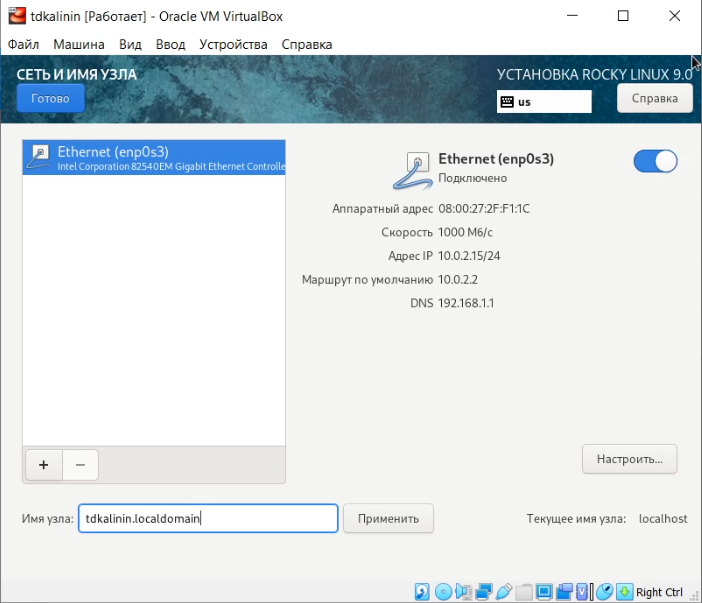 tdkalinin [Работает] - Oracle VM VirtualBox
Файл Машина Вид Ввод Устройства Справка
СЕТЬ И ИМЯ УЗЛА
УСТАНОВКА ROCKY LINUX 9.0
Готово
us
Справка
Ethernet (enp0s3)
Intel Corporation 82540EM Gigabit Ethernet Controlle
Ethernet (enp0s3)
Подключено
Аппаратный адрес 08:00:27:2F:F1:1C
Скорость 1000 Мб/с
Адрес IP 10.0.2.15/24
Маршрут по умолчанию 10.0.2.2
DNS 192.168.1.1
+ −
Настроить...
Имя узла: tdkalinin.localdomain Применить Текущее имя узла: localhost
Right Ctrl